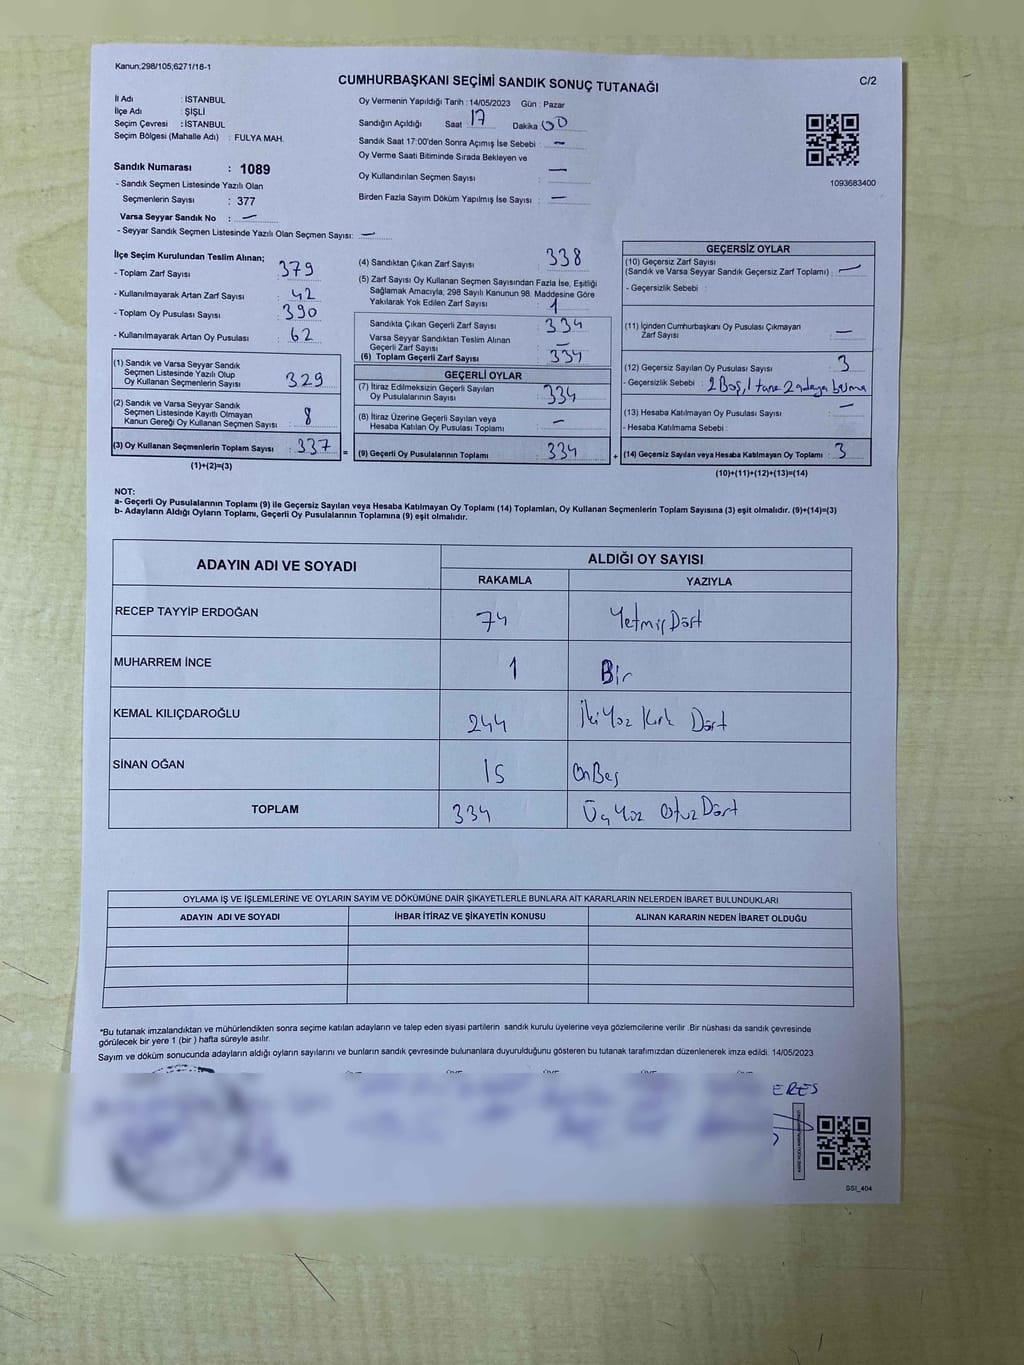 Kanun;298/105;6271/18-1
CUMHURBAŞKANI SEÇİMİ SANDIK SONUÇ TUTANAĞI
C/2
İl Adı : İSTANBUL
İlçe Adı : ŞİŞLİ
Seçim Çevresi : İSTANBUL
Seçim Bölgesi (Mahalle Adı) : FULYA MAH.
Sandık Numarası : 1089
- Sandık Seçmen Listesinde Yazılı Olan
Seçmenlerin Sayısı : 377
Varsa Seyyar Sandık No : —
- Seyyar Sandık Seçmen Listesinde Yazılı Olan Seçmen Sayısı: —
Oy Vermenin Yapıldığı Tarih : 14/05/2023 Gün : Pazar
Sandığın Açıldığı Saat 17 Dakika 00
Sandık Saat 17:00'den Sonra Açımış İse Sebebi : —
Oy Verme Saati Bitiminde Sırada Bekleyen ve
Oy Kullandırılan Seçmen Sayısı : —
Birden Fazla Sayım Döküm Yapılmış İse Sayısı : —
1093683400
İlçe Seçim Kurulundan Teslim Alınan;
- Toplam Zarf Sayısı : 379
- Kullanılmayarak Artan Zarf Sayısı : 42
- Toplam Oy Pusulası Sayısı : 390
- Kullanılmayarak Artan Oy Pusulası : 62
(1) Sandık ve Varsa Seyyar Sandık
Seçmen Listesinde Yazılı Olup
Oy Kullanan Seçmenlerin Sayısı : 329
(2) Sandık ve Varsa Seyyar Sandık
Seçmen Listesinde Kayıtlı Olmayan
Kanun Gereği Oy Kullanan Seçmen Sayısı : 8
(3) Oy Kullanan Seçmenlerin Toplam Sayısı : 337
(1)+(2)=(3)
(4) Sandıktan Çıkan Zarf Sayısı : 338
(5) Zarf Sayısı Oy Kullanan Seçmen Sayısından Fazla İse, Eşitliği
Sağlamak Amacıyla; 298 Sayılı Kanunun 98. Maddesine Göre
Yakılarak Yok Edilen Zarf Sayısı : 1
Sandıkta Çıkan Geçerli Zarf Sayısı : 334
Varsa Seyyar Sandıktan Teslim Alınan
Geçerli Zarf Sayısı : —
(6) Toplam Geçerli Zarf Sayısı : 334
GEÇERLİ OYLAR
(7) İtiraz Edilmeksizin Geçerli Sayılan
Oy Pusulalarının Sayısı : 334
(8) İtiraz Üzerine Geçerli Sayılan veya
Hesaba Katılan Oy Pusulası Toplamı : —
= (9) Geçerli Oy Pusulalarının Toplamı : 334
GEÇERSİZ OYLAR
(10) Geçersiz Zarf Sayısı
(Sandık ve Varsa Seyyar Sandık Geçersiz Zarf Toplamı) : —
- Geçersizlik Sebebi :
(11) İçinden Cumhurbaşkanı Oy Pusulası Çıkmayan
Zarf Sayısı : —
(12) Geçersiz Sayılan Oy Pusulası Sayısı : 3
- Geçersizlik Sebebi : 2 Boş, 1 tane 2 adaya basma
(13) Hesaba Katılmayan Oy Pusulası Sayısı : —
- Hesaba Katılmama Sebebi :
+ (14) Geçersiz Sayılan veya Hesaba Katılmayan Oy Toplamı : 3
(10)+(11)+(12)+(13)=(14)
NOT:
a- Geçerli Oy Pusulalarının Toplamı (9) ile Geçersiz Sayılan veya Hesaba Katılmayan Oy Toplamı (14) Toplamları, Oy Kullanan Seçmenlerin Toplam Sayısına (3) eşit olmalıdır. (9)+(14)=(3)
b- Adayların Aldığı Oyların Toplamı, Geçerli Oy Pusulalarının Toplamına (9) eşit olmalıdır.
ADAYIN ADI VE SOYADI
ALDIĞI OY SAYISI
RAKAMLA YAZIYLA
RECEP TAYYİP ERDOĞAN 74 YetmişDört
MUHARREM İNCE 1 Bir
KEMAL KILIÇDAROĞLU 244 İkiYüz Kırk Dört
SİNAN OĞAN 15 OnBeş
TOPLAM 334 ÜçYüz OtuzDört
OYLAMA İŞ VE İŞLEMLERİNE VE OYLARIN SAYIM VE DÖKÜMÜNE DAİR ŞİKAYETLERLE BUNLARA AİT KARARLARIN NELERDEN İBARET BULUNDUKLARI
ADAYIN ADI VE SOYADI İHBAR İTİRAZ VE ŞİKAYETİN KONUSU ALINAN KARARIN NEDEN İBARET OLDUĞU
*Bu tutanak imzalandıktan ve mühürlendikten sonra seçime katılan adayların ve talep eden siyasi partilerin sandık kurulu üyelerine veya gözlemcilerine verilir .Bir nüshası da sandık çevresinde
görülecek bir yere 1 (bir ) hafta süreyle asılır.
Sayım ve döküm sonucunda adayların aldığı oyların sayılarını ve bunların sandık çevresinde bulunanlara duyurulduğunu gösteren bu tutanak tarafımızdan düzenlenerek imza edildi. 14/05/2023
ERES
SSI_404